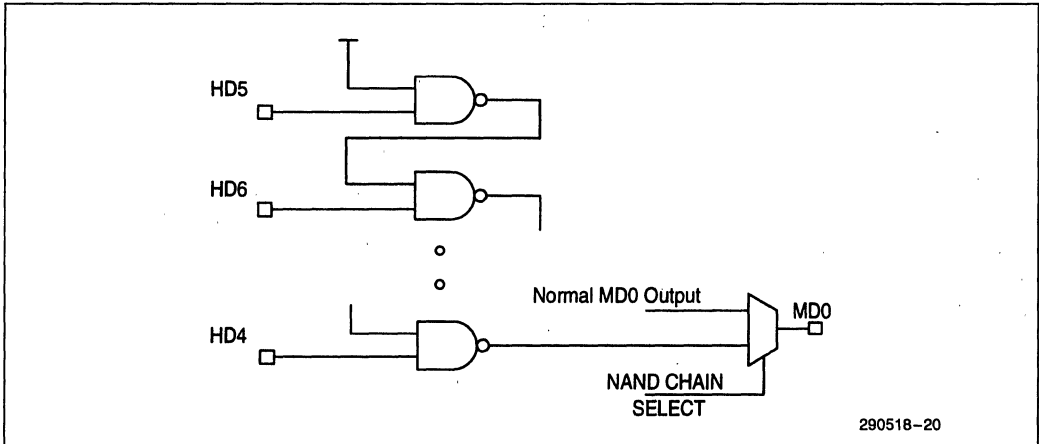 HD5
HD6
Normal MD0 Output
MD0
HD4
NAND CHAIN
SELECT
290518-20